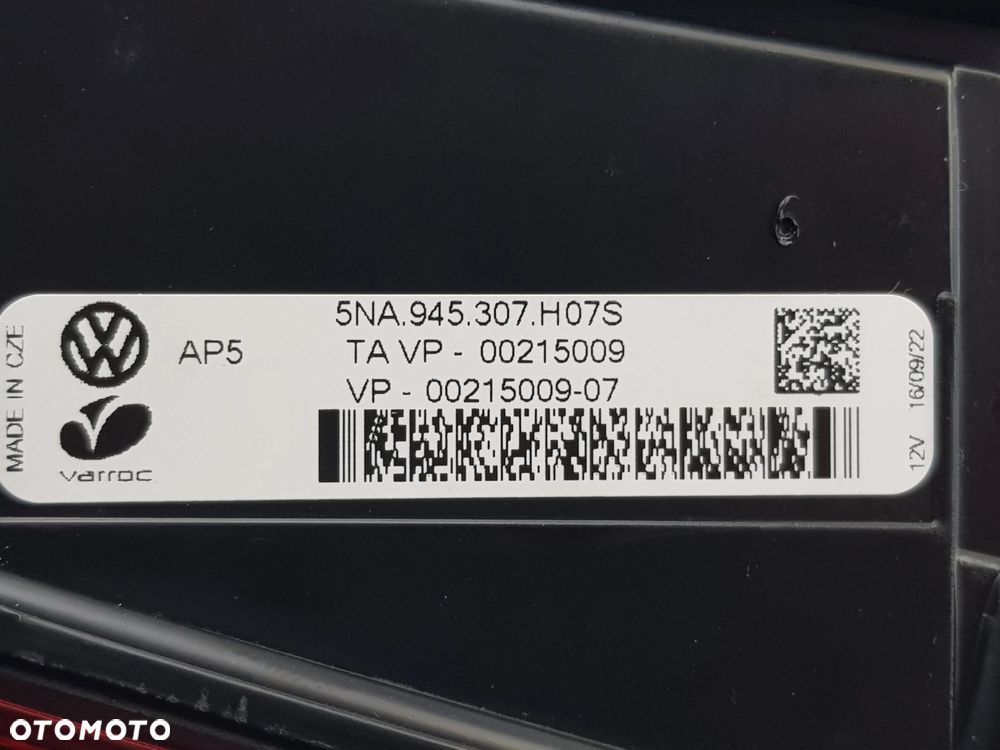 MADE IN CZE
AP5
varroc
5NA.945.307.H07S
TA VP - 00215009
VP - 00215009-07
12V 16/09/22
6
OTOMOTO